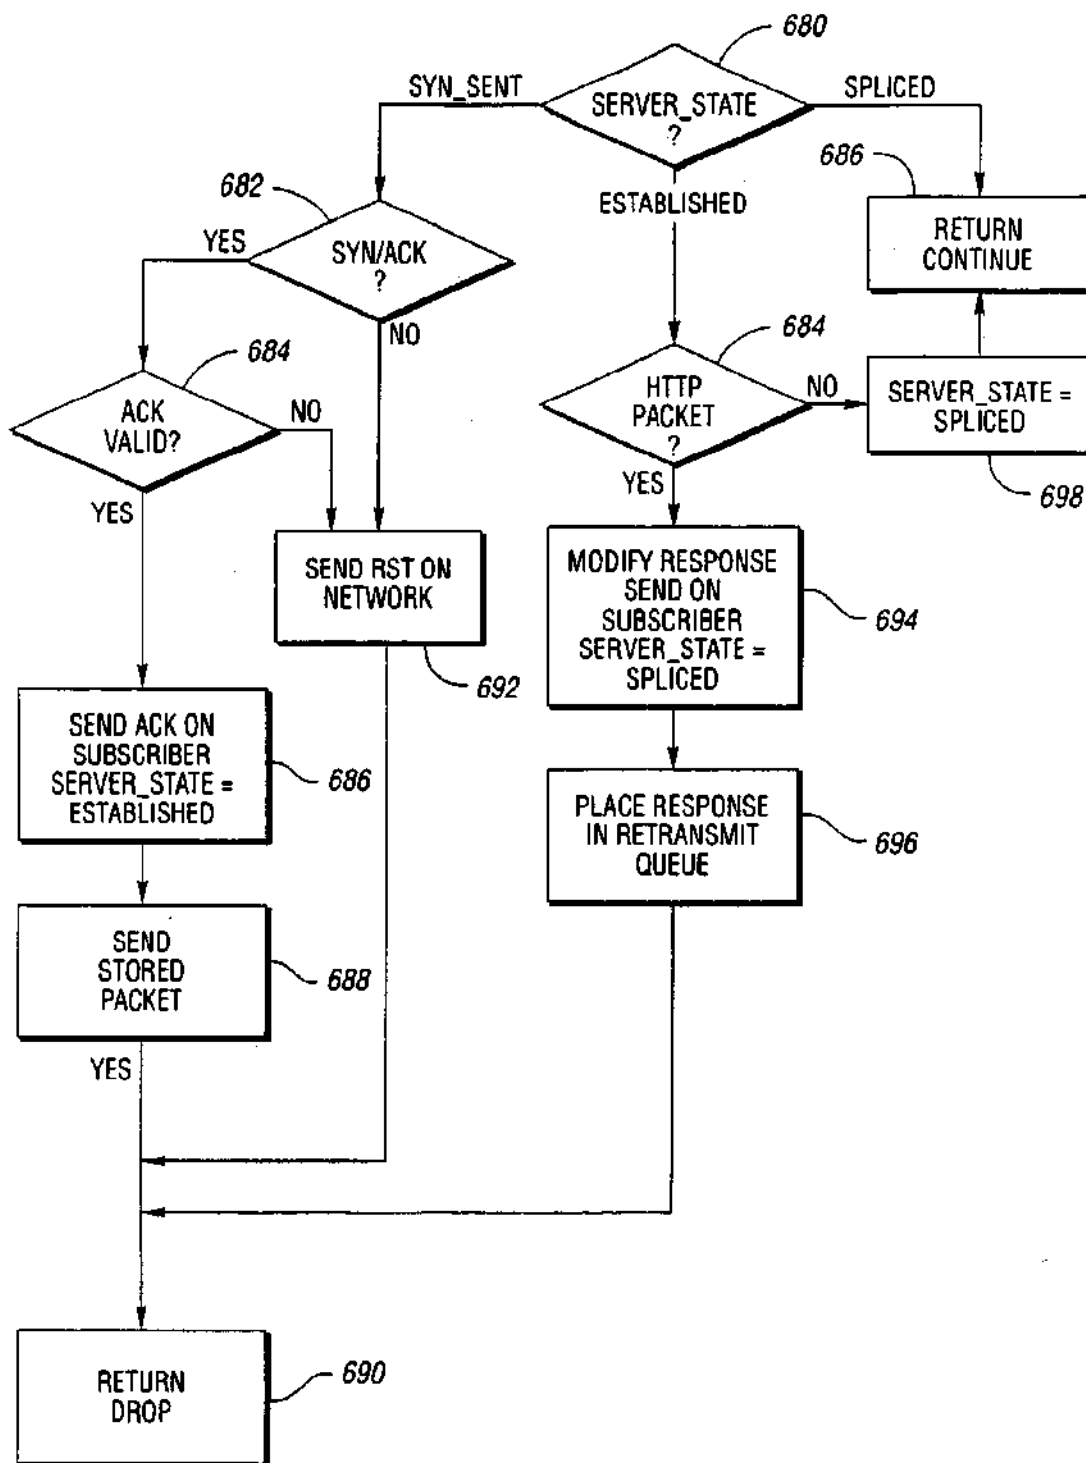 680
SYN_SENT
SERVER_STATE
?
SPLICED
686
RETURN
CONTINUE
ESTABLISHED
682
YES
SYN/ACK
?
NO
684
ACK
VALID?
NO
YES
684
HTTP
PACKET
?
NO
YES
SERVER_STATE =
SPLICED
698
SEND RST ON
NETWORK
692
MODIFY RESPONSE
SEND ON
SUBSCRIBER
SERVER_STATE =
SPLICED
694
SEND ACK ON
SUBSCRIBER
SERVER_STATE =
ESTABLISHED
686
PLACE RESPONSE
IN RETRANSMIT
QUEUE
696
SEND
STORED
PACKET
688
YES
RETURN
DROP
690